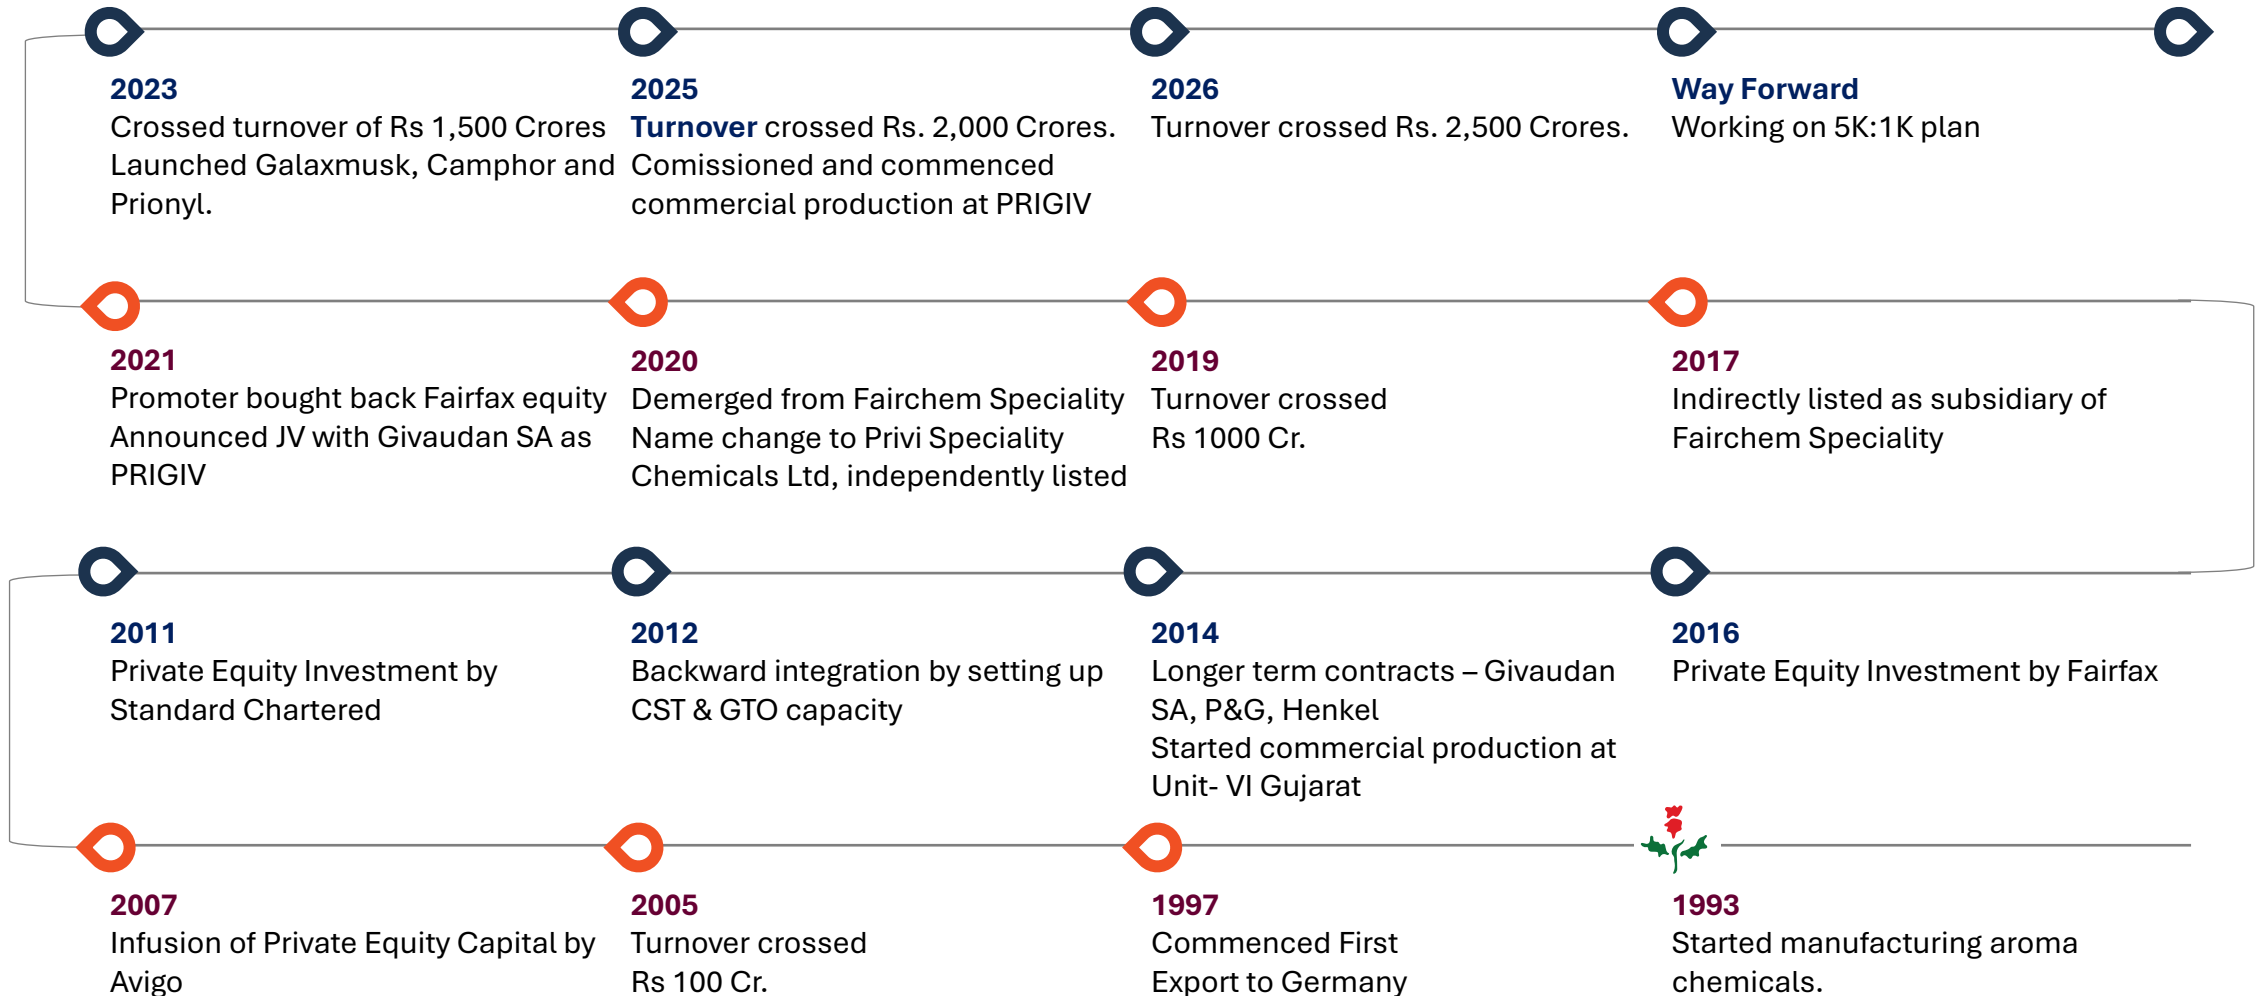 2023
Crossed turnover of Rs 1,500 Crores
Launched Galaxmusk, Camphor and
Prionyl.
2025
Turnover crossed Rs. 2,000 Crores.
Comissioned and commenced
commercial production at PRIGIV
2026
Turnover crossed Rs. 2,500 Crores.
Way Forward
Working on 5K:1K plan
2021
Promoter bought back Fairfax equity
Announced JV with Givaudan SA as
PRIGIV
2020
Demerged from Fairchem Speciality
Name change to Privi Speciality
Chemicals Ltd, independently listed
2019
Turnover crossed
Rs 1000 Cr.
2017
Indirectly listed as subsidiary of
Fairchem Speciality
2011
Private Equity Investment by
Standard Chartered
2012
Backward integration by setting up
CST & GTO capacity
2014
Longer term contracts – Givaudan
SA, P&G, Henkel
Started commercial production at
Unit- VI Gujarat
2016
Private Equity Investment by Fairfax
2007
Infusion of Private Equity Capital by
Avigo
2005
Turnover crossed
Rs 100 Cr.
1997
Commenced First
Export to Germany
1993
Started manufacturing aroma
chemicals.